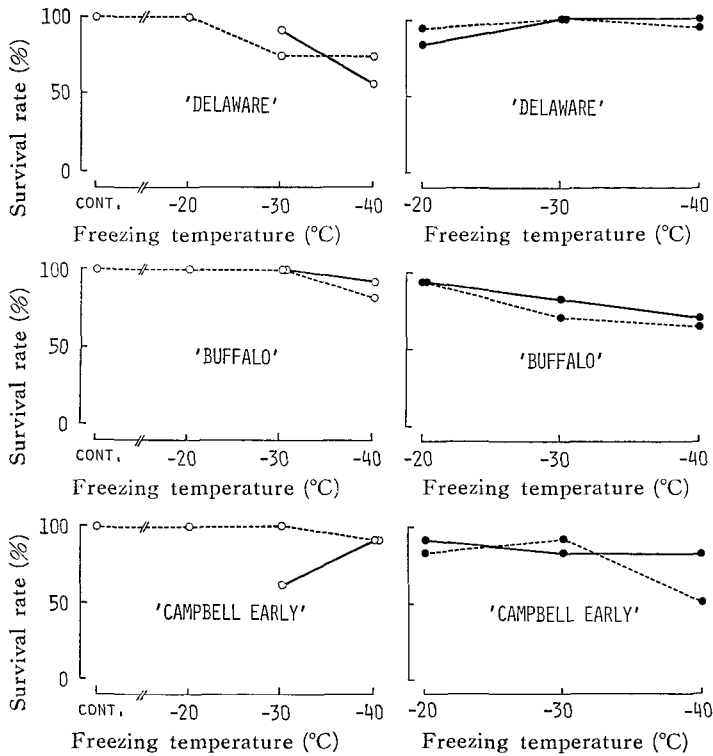 Survival rate (%)
100
50
0
'DELAWARE'
CONT. -20 -30 -40
Freezing temperature (°C)
'DELAWARE'
-20 -30 -40
Freezing temperature (°C)
Survival rate (%)
100
50
0
'BUFFALO'
CONT. -20 -30 -40
Freezing temperature (°C)
'BUFFALO'
-20 -30 -40
Freezing temperature (°C)
Survival rate (%)
100
50
0
'CAMPBELL EARLY'
CONT. -20 -30 -40
Freezing temperature (°C)
'CAMPBELL EARLY'
-20 -30 -40
Freezing temperature (°C)